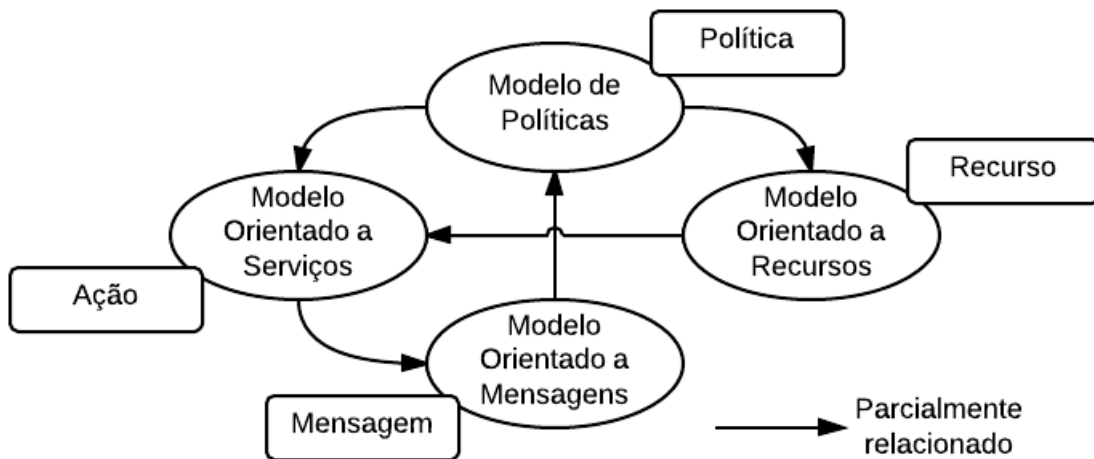 Política
Modelo de
Políticas
Recurso
Modelo
Orientado a
Serviços
Modelo
Orientado a
Recursos
Ação
Modelo
Orientado a
Mensagens
Mensagem
Parcialmente
relacionado